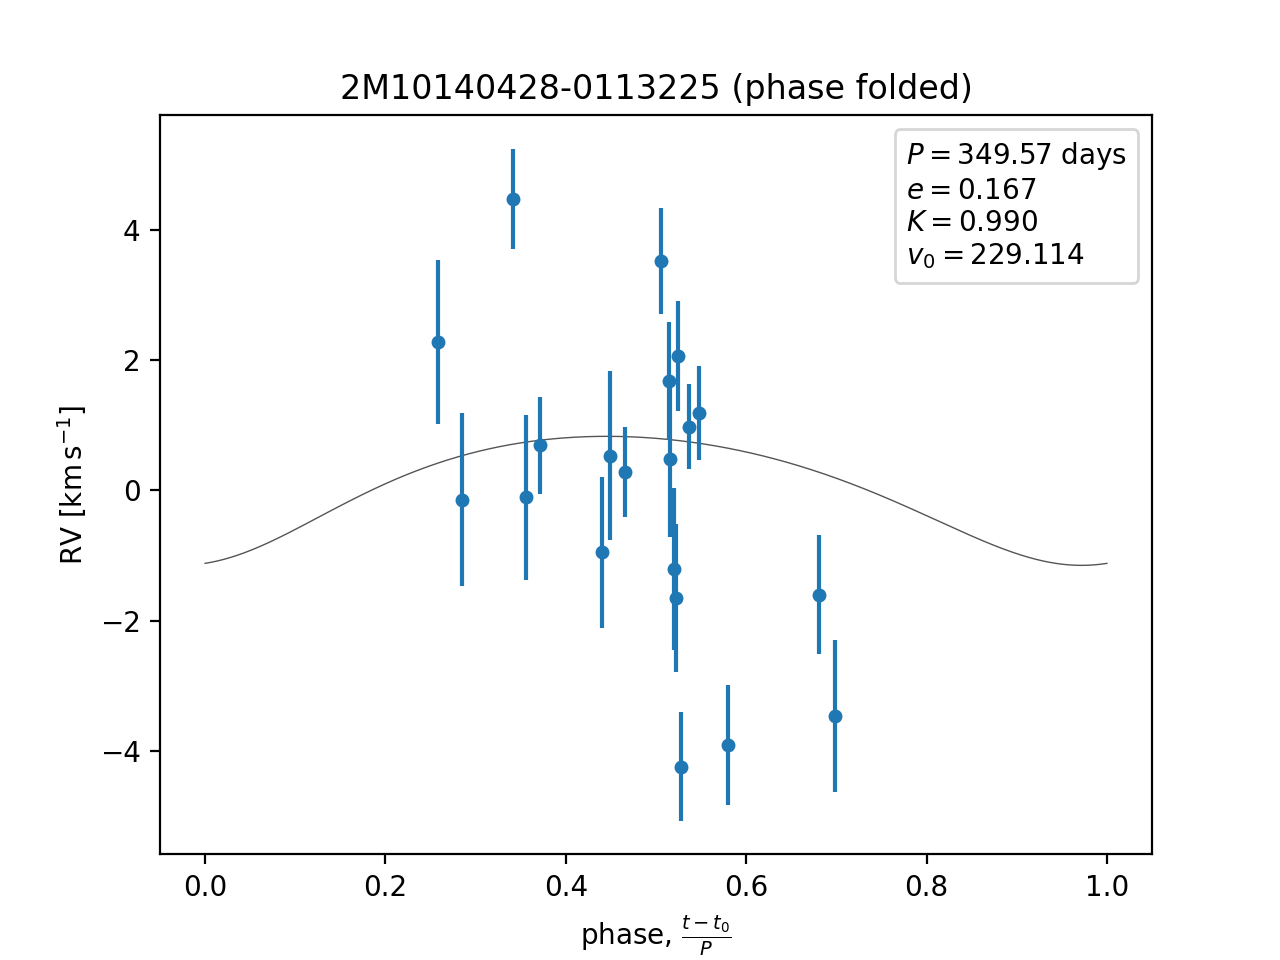 2M10140428-0113225 (phase folded)
P = 349.57 days
e = 0.167
K = 0.990
v₀ = 229.114
RV [km s⁻¹]
4
2
0
−2
−4
0.0 0.2 0.4 0.6 0.8 1.0
phase, (t − t₀)/P